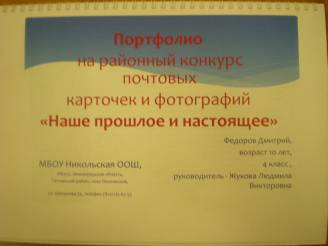 Портфолио
на районный конкурс
почтовых
карточек и фотографий
«Наше прошлое и настоящее»
Федоров Дмитрий,
возраст 10 лет,
МБОУ Никольская ООШ,
4 класс,
руководитель - Жукова Людмила
Викторовна